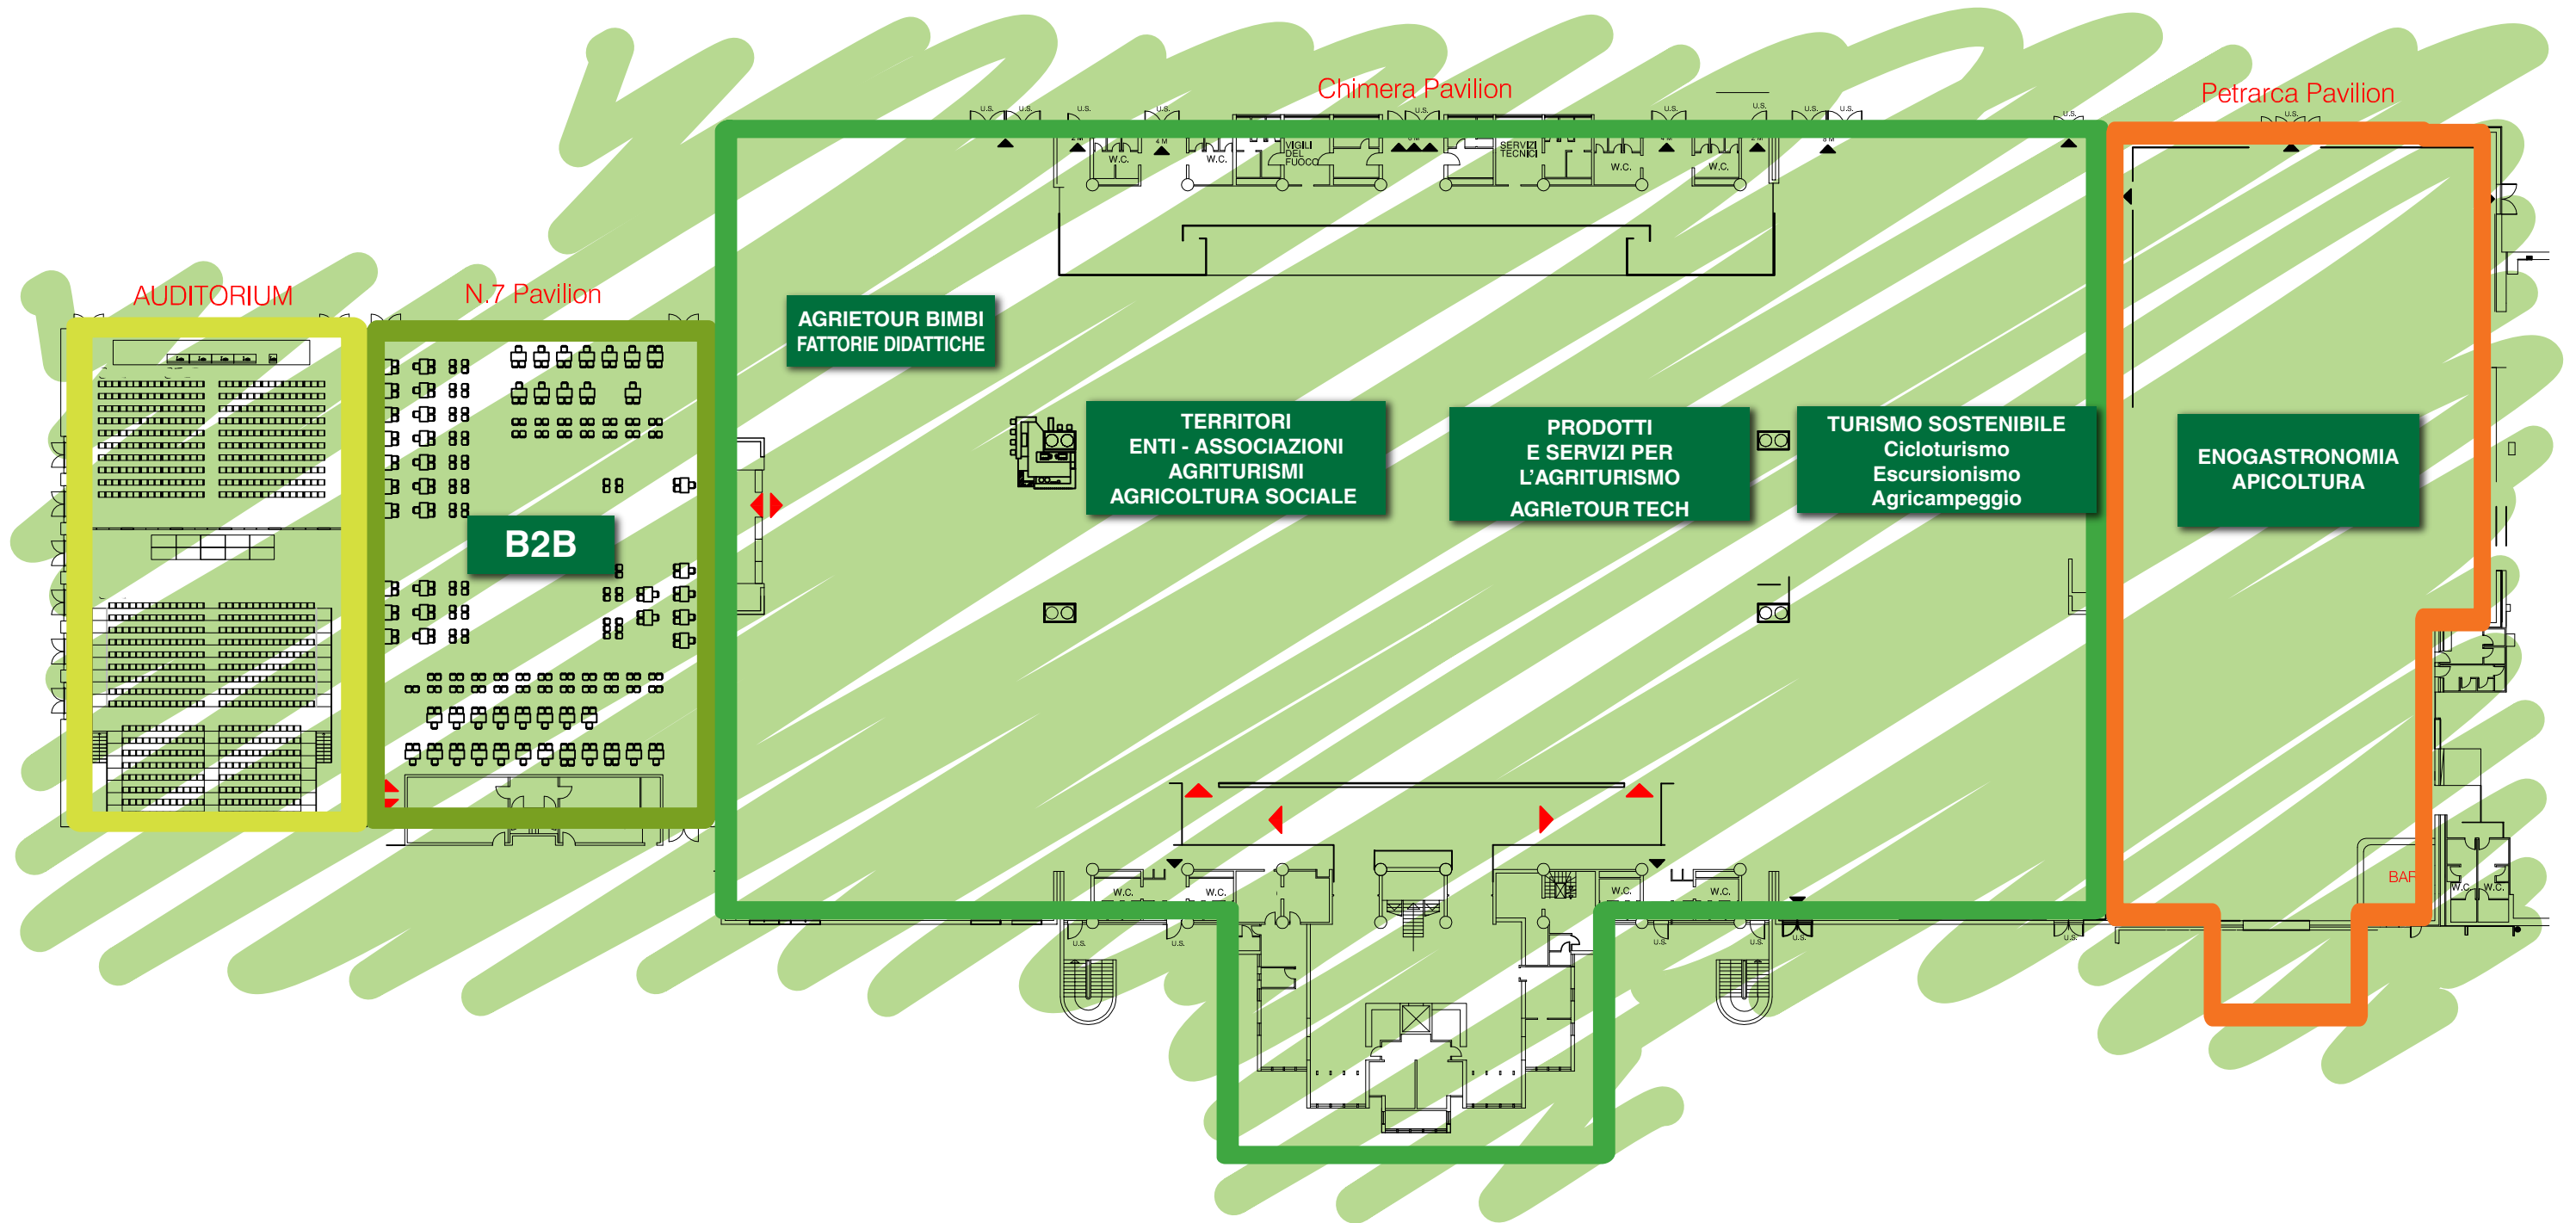 Chimera Pavilion
Petrarca Pavilion
AUDITORIUM
N.7 Pavilion
U.S.
U.S.
U.S.
U.S.
U.S.
U.S.
U.S.
U.S.
U.S.
U.S.
U.S.
4 M
W.C.
W.C.
VIGILI
DEL
FUOCO
SERVIZI
TECNICI
W.C.
W.C.
AGRIETOUR BIMBI
FATTORIE DIDATTICHE
TERRITORI
ENTI - ASSOCIAZIONI
AGRITURISMI
AGRICOLTURA SOCIALE
PRODOTTI
E SERVIZI PER
L'AGRITURISMO
AGRIeTOUR TECH
TURISMO SOSTENIBILE
Cicloturismo
Escursionismo
Agricampeggio
ENOGASTRONOMIA
APICOLTURA
B2B
W.C.
W.C.
W.C.
W.C.
BAR
W.C.
W.C.
U.S.
U.S.
U.S.
U.S.
U.S.
U.S.